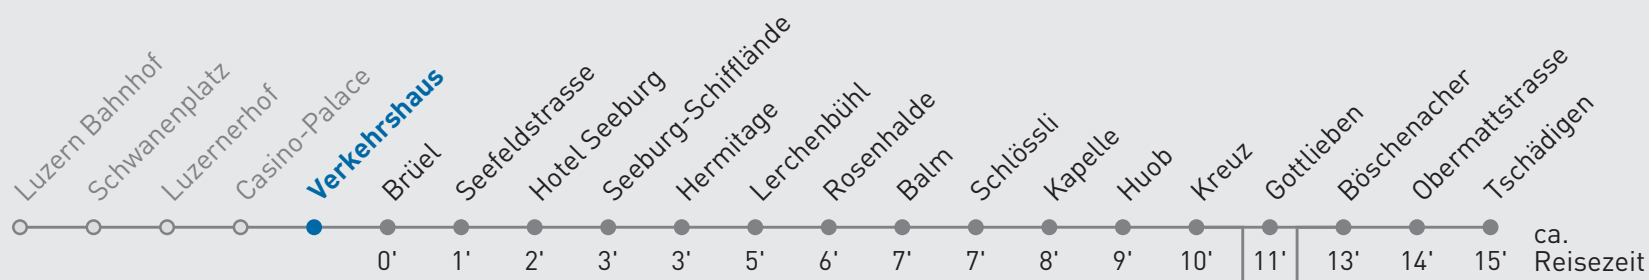 Luzern Bahnhof
Schwanenplatz
Luzernerhof
Casino-Palace
Verkehrshaus
Brüel
Seefeldstrasse
Hotel Seeburg
Seeburg-Schifflände
Hermitage
Lerchenbühl
Rosenhalde
Balm
Schlössli
Kapelle
Huob
Kreuz
Gottlieben
Böschenacher
Obermattstrasse
Tschädigen
0' 1' 2' 3' 3' 5' 6' 7' 7' 8' 9' 10' 11' 13' 14' 15'
ca.
Reisezeit